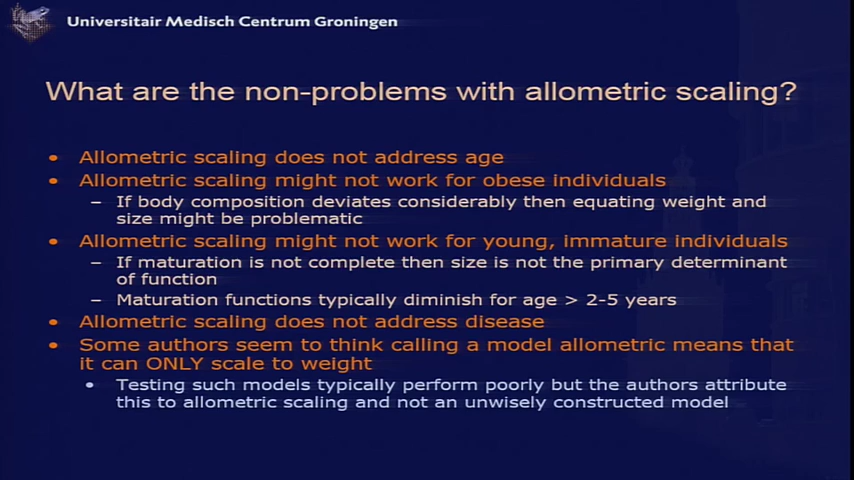 Universitair Medisch Centrum Groningen
What are the non-problems with allometric scaling?
• Allometric scaling does not address age
• Allometric scaling might not work for obese individuals
– If body composition deviates considerably then equating weight and
size might be problematic
• Allometric scaling might not work for young, immature individuals
– If maturation is not complete then size is not the primary determinant
of function
– Maturation functions typically diminish for age > 2-5 years
• Allometric scaling does not address disease
• Some authors seem to think calling a model allometric means that
it can ONLY scale to weight
• Testing such models typically perform poorly but the authors attribute
this to allometric scaling and not an unwisely constructed model